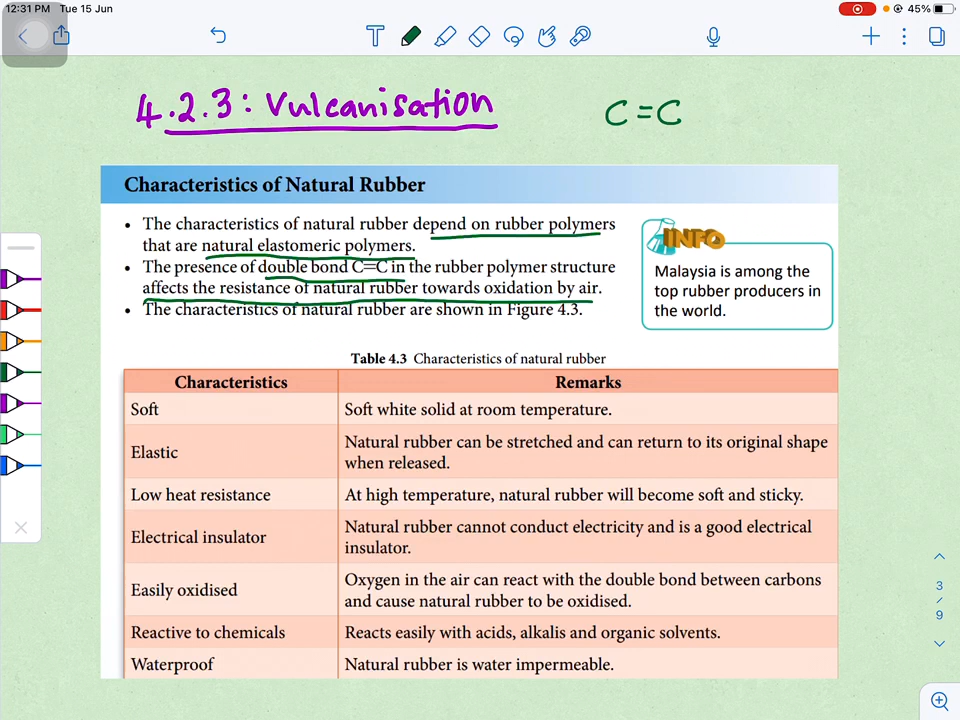 12:31 PM Tue 15 Jun
45%
4.2.3: Vulcanisation
C=C
Characteristics of Natural Rubber
• The characteristics of natural rubber depend on rubber polymers
that are natural elastomeric polymers.
• The presence of double bond C=C in the rubber polymer structure
affects the resistance of natural rubber towards oxidation by air.
• The characteristics of natural rubber are shown in Figure 4.3.
INFO
Malaysia is among the
top rubber producers in
the world.
Table 4.3 Characteristics of natural rubber
Characteristics Remarks
Soft Soft white solid at room temperature.
Elastic Natural rubber can be stretched and can return to its original shape
when released.
Low heat resistance At high temperature, natural rubber will become soft and sticky.
Electrical insulator Natural rubber cannot conduct electricity and is a good electrical
insulator.
Easily oxidised Oxygen in the air can react with the double bond between carbons
and cause natural rubber to be oxidised.
Reactive to chemicals Reacts easily with acids, alkalis and organic solvents.
Waterproof Natural rubber is water impermeable.
3
/
9